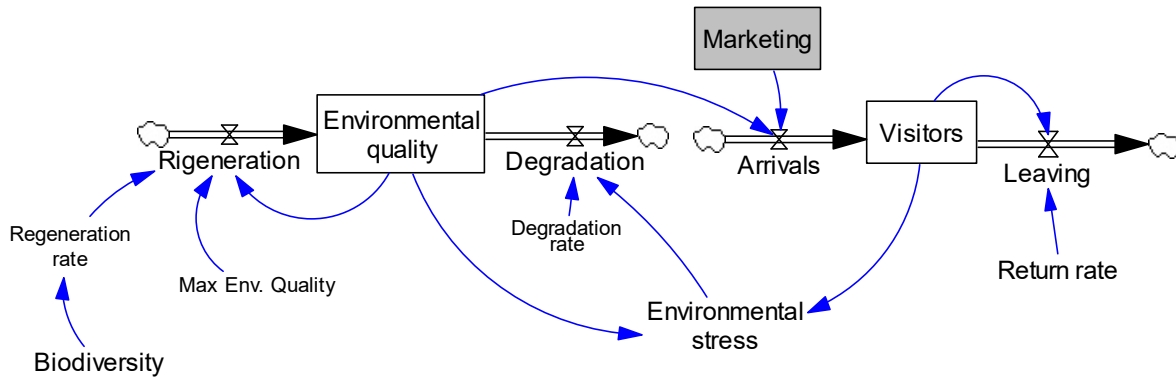 Marketing
Environmental
quality
Visitors
Rigeneration
Degradation
Arrivals
Leaving
Regeneration
rate
Degradation
rate
Max Env. Quality
Return rate
Environmental
stress
Biodiversity